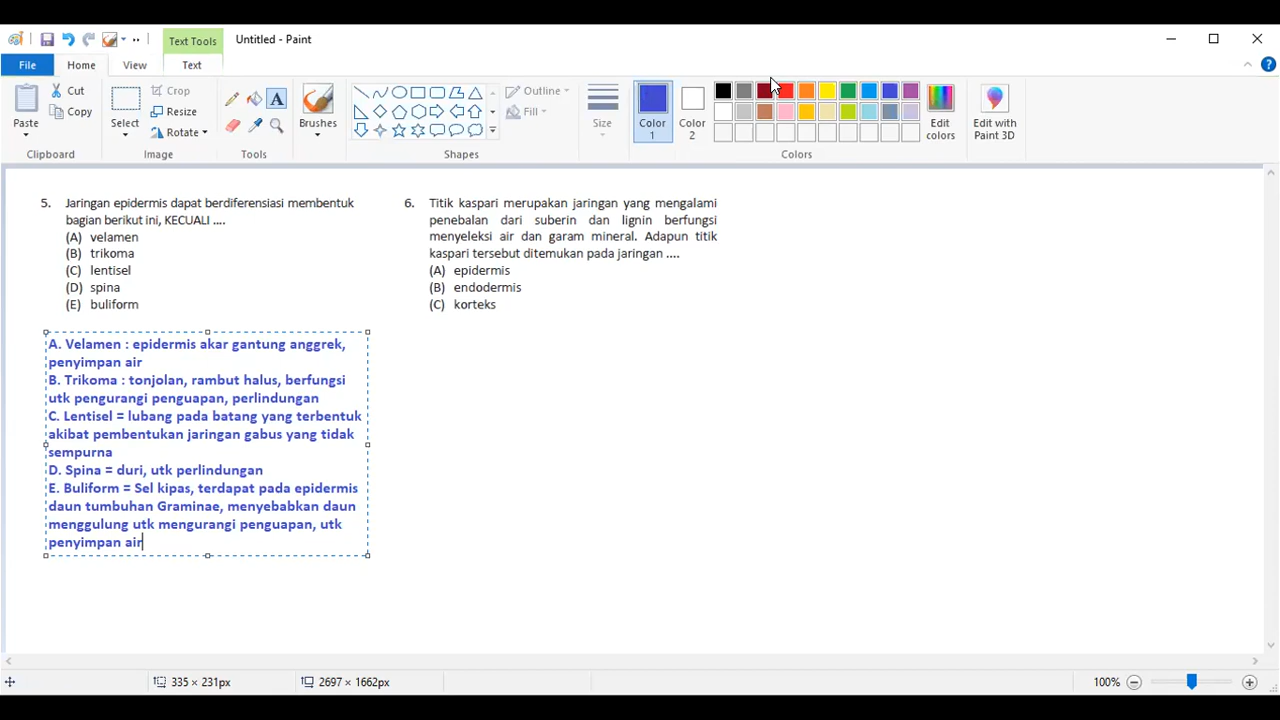 Text Tools
Untitled - Paint
File
Home
View
Text
Paste
Cut
Copy
Clipboard
Select
Crop
Resize
Rotate
Image
Tools
Brushes
Outline
Fill
Shapes
Size
Color
1
Color
2
Edit
colors
Colors
Edit with
Paint 3D
5. Jaringan epidermis dapat berdiferensiasi membentuk
bagian berikut ini, KECUALI ....
(A) velamen
(B) trikoma
(C) lentisel
(D) spina
(E) buliform
A. Velamen : epidermis akar gantung anggrek,
penyimpan air
B. Trikoma : tonjolan, rambut halus, berfungsi
utk pengurangi penguapan, perlindungan
C. Lentisel = lubang pada batang yang terbentuk
akibat pembentukan jaringan gabus yang tidak
sempurna
D. Spina = duri, utk perlindungan
E. Buliform = Sel kipas, terdapat pada epidermis
daun tumbuhan Graminae, menyebabkan daun
menggulung utk mengurangi penguapan, utk
penyimpan air
6. Titik kaspari merupakan jaringan yang mengalami
penebalan dari suberin dan lignin berfungsi
menyeleksi air dan garam mineral. Adapun titik
kaspari tersebut ditemukan pada jaringan ....
(A) epidermis
(B) endodermis
(C) korteks
335 × 231px
2697 × 1662px
100%